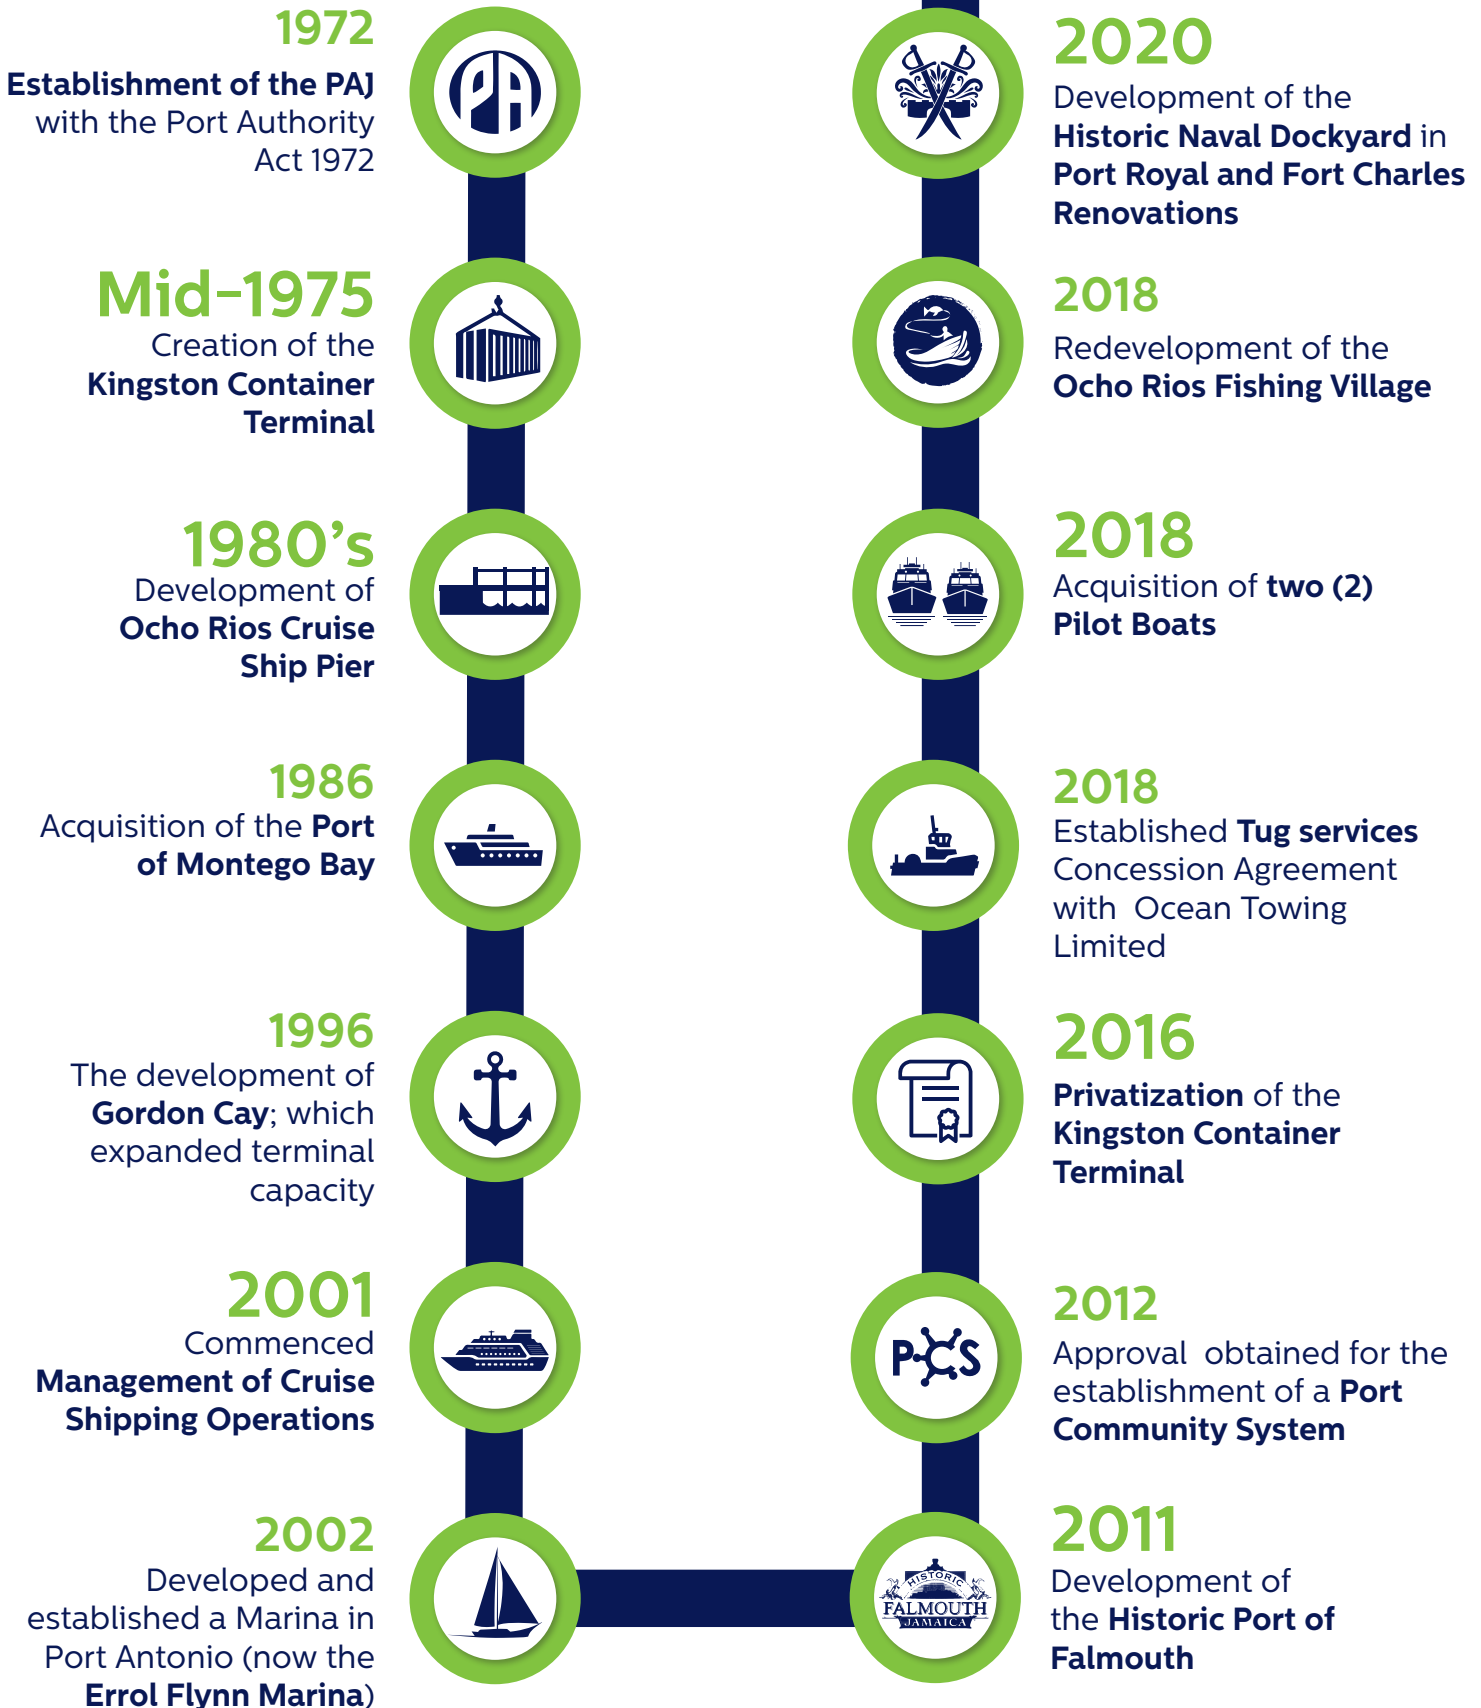 1972
Establishment of the PAJ
with the Port Authority
Act 1972
Mid-1975
Creation of the
Kingston Container
Terminal
1980’s
Development of
Ocho Rios Cruise
Ship Pier
1986
Acquisition of the Port
of Montego Bay
1996
The development of
Gordon Cay; which
expanded terminal
capacity
2001
Commenced
Management of Cruise
Shipping Operations
2002
Developed and
established a Marina in
Port Antonio (now the
Errol Flynn Marina)
PA
2020
Development of the
Historic Naval Dockyard in
Port Royal and Fort Charles
Renovations
2018
Redevelopment of the
Ocho Rios Fishing Village
2018
Acquisition of two (2)
Pilot Boats
2018
Established Tug services
Concession Agreement
with Ocean Towing
Limited
2016
Privatization of the
Kingston Container
Terminal
2012
Approval obtained for the
establishment of a Port
Community System
PCS
2011
Development of
the Historic Port of
Falmouth
HISTORIC
FALMOUTH
JAMAICA